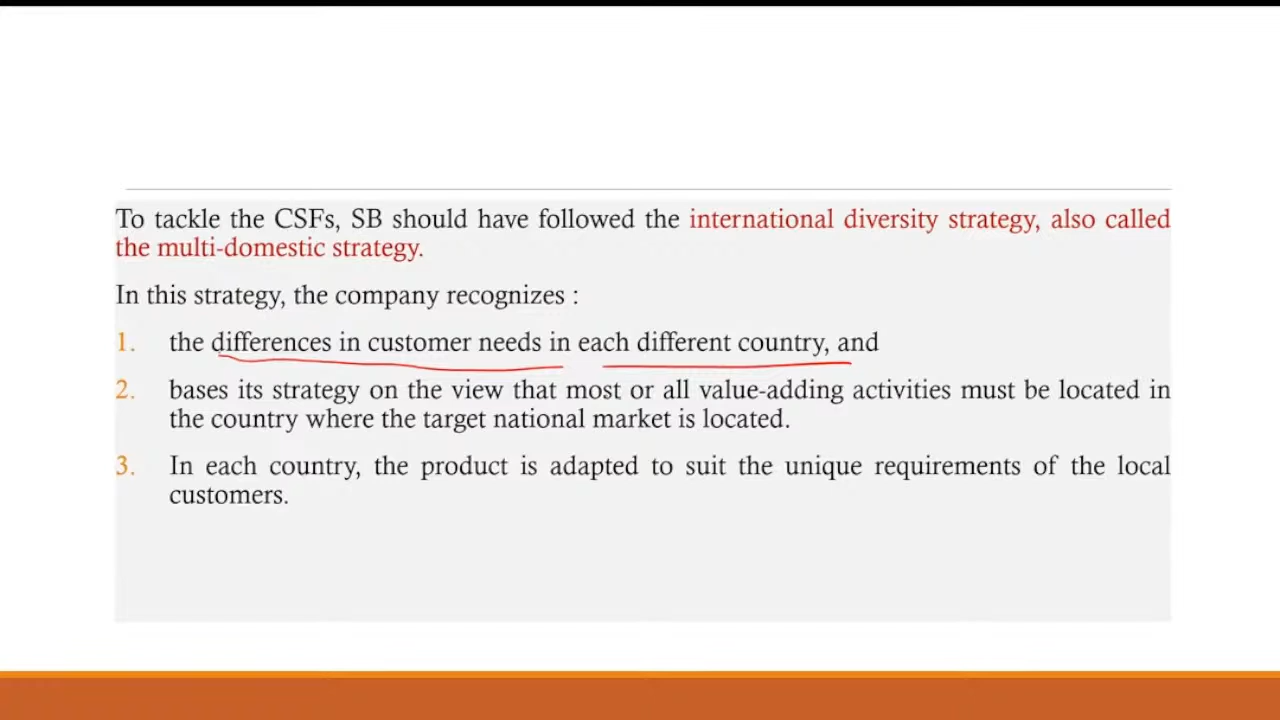 To tackle the CSFs, SB should have followed the international diversity strategy, also called
the multi-domestic strategy.
In this strategy, the company recognizes :
1. the differences in customer needs in each different country, and
2. bases its strategy on the view that most or all value-adding activities must be located in
the country where the target national market is located.
3. In each country, the product is adapted to suit the unique requirements of the local
customers.